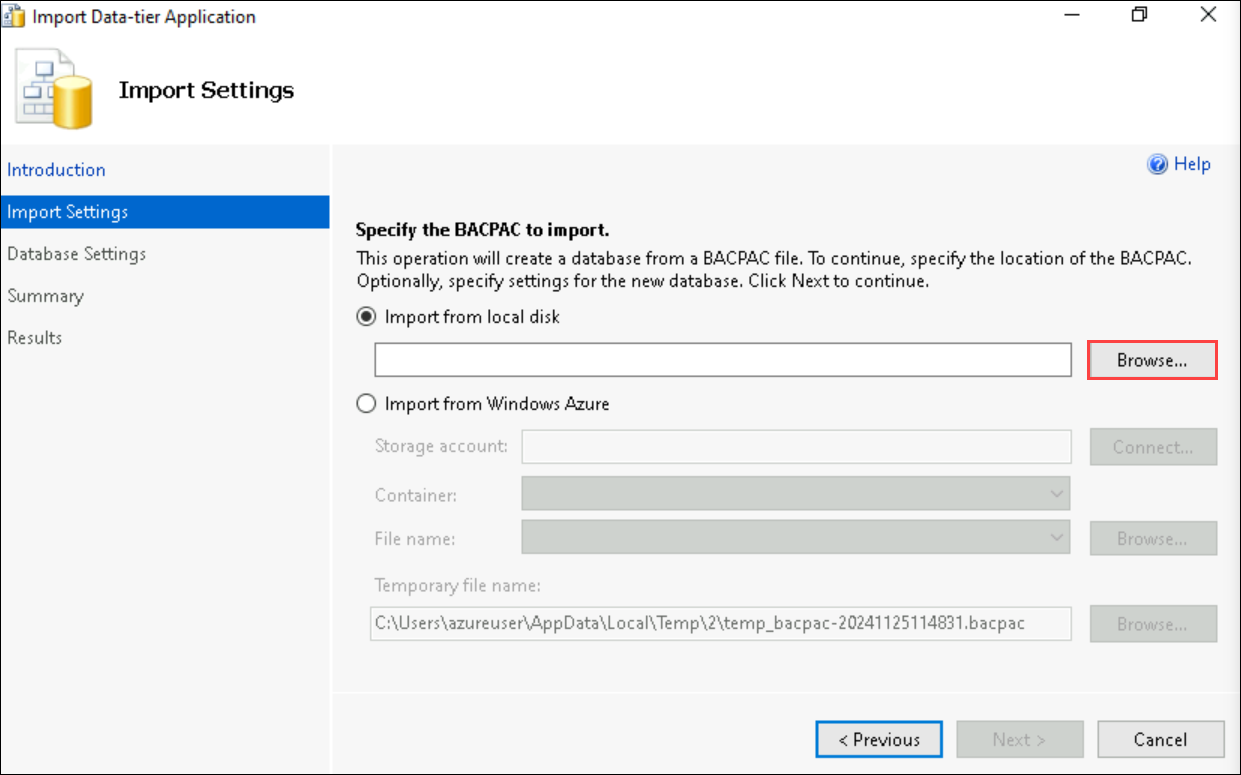 Import Data-tier Application
Import Settings
Introduction
Import Settings
Database Settings
Summary
Results
Help
Specify the BACPAC to import.
This operation will create a database from a BACPAC file. To continue, specify the location of the BACPAC.
Optionally, specify settings for the new database. Click Next to continue.
Import from local disk
Browse...
Import from Windows Azure
Storage account:
Connect...
Container:
File name:
Browse...
Temporary file name:
C:\Users\azureuser\AppData\Local\Temp\2\temp_bacpac-20241125114831.bacpac
Browse...
< Previous
Next >
Cancel